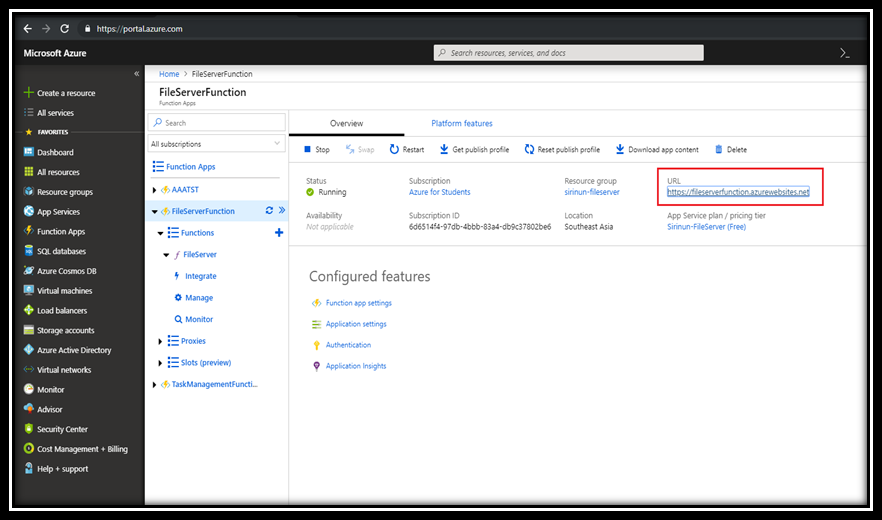 https://portal.azure.com
Microsoft Azure
Search resources, services, and docs
Create a resource
All services
FAVORITES
Dashboard
All resources
Resource groups
App Services
Function Apps
SQL databases
Azure Cosmos DB
Virtual machines
Load balancers
Storage accounts
Azure Active Directory
Virtual networks
Monitor
Advisor
Security Center
Cost Management + Billing
Help + support
Home > FileServerFunction
FileServerFunction
Function Apps
Search
All subscriptions
Function Apps
AAATST
FileServerFunction
Functions
FileServer
Integrate
Manage
Monitor
Proxies
Slots (preview)
TaskManagementFuncti...
Overview Platform features
Stop Swap Restart Get publish profile Reset publish profile Download app content Delete
Status Subscription Resource group URL
Running Azure for Students sirinun-fileserver https://fileserverfunction.azurewebsites.net
Availability Subscription ID Location App Service plan / pricing tier
Not applicable 6d6514f4-97db-4bbb-83a4-db9c37802be6 Southeast Asia Sirinun-FileServer (Free)
Configured features
Function app settings
Application settings
Authentication
Application Insights